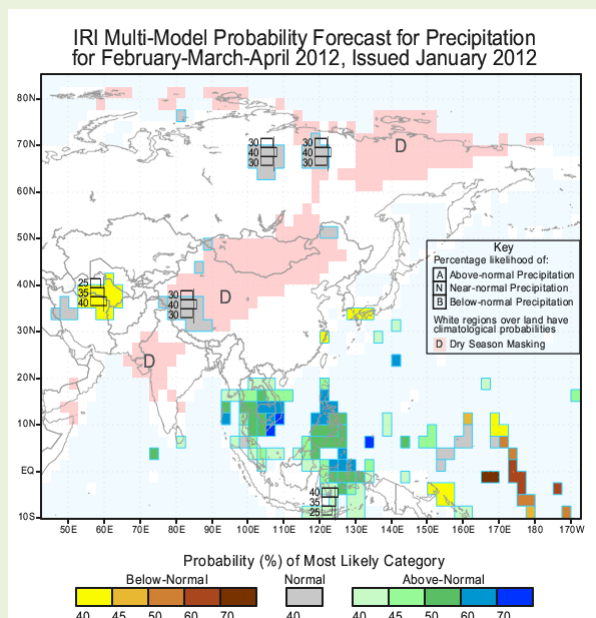 IRI Multi-Model Probability Forecast for Precipitation
for February-March-April 2012, Issued January 2012
80N
70N
60N
50N
40N
30N
20N
10N
EQ
10S
50E
60E
70E
80E
90E
100E
110E
120E
130E
140E
150E
160E
170E
180
170W
30
40
30
30
40
30
D
25
35
40
30
40
30
D
D
40
35
25
Key
Percentage likelihood of:
A Above-normal Precipitation
N Near-normal Precipitation
B Below-normal Precipitation
White regions over land have
climatological probabilities
D Dry Season Masking
Probability (%) of Most Likely Category
Below-Normal Normal Above-Normal
40 45 50 60 70 40 40 45 50 60 70